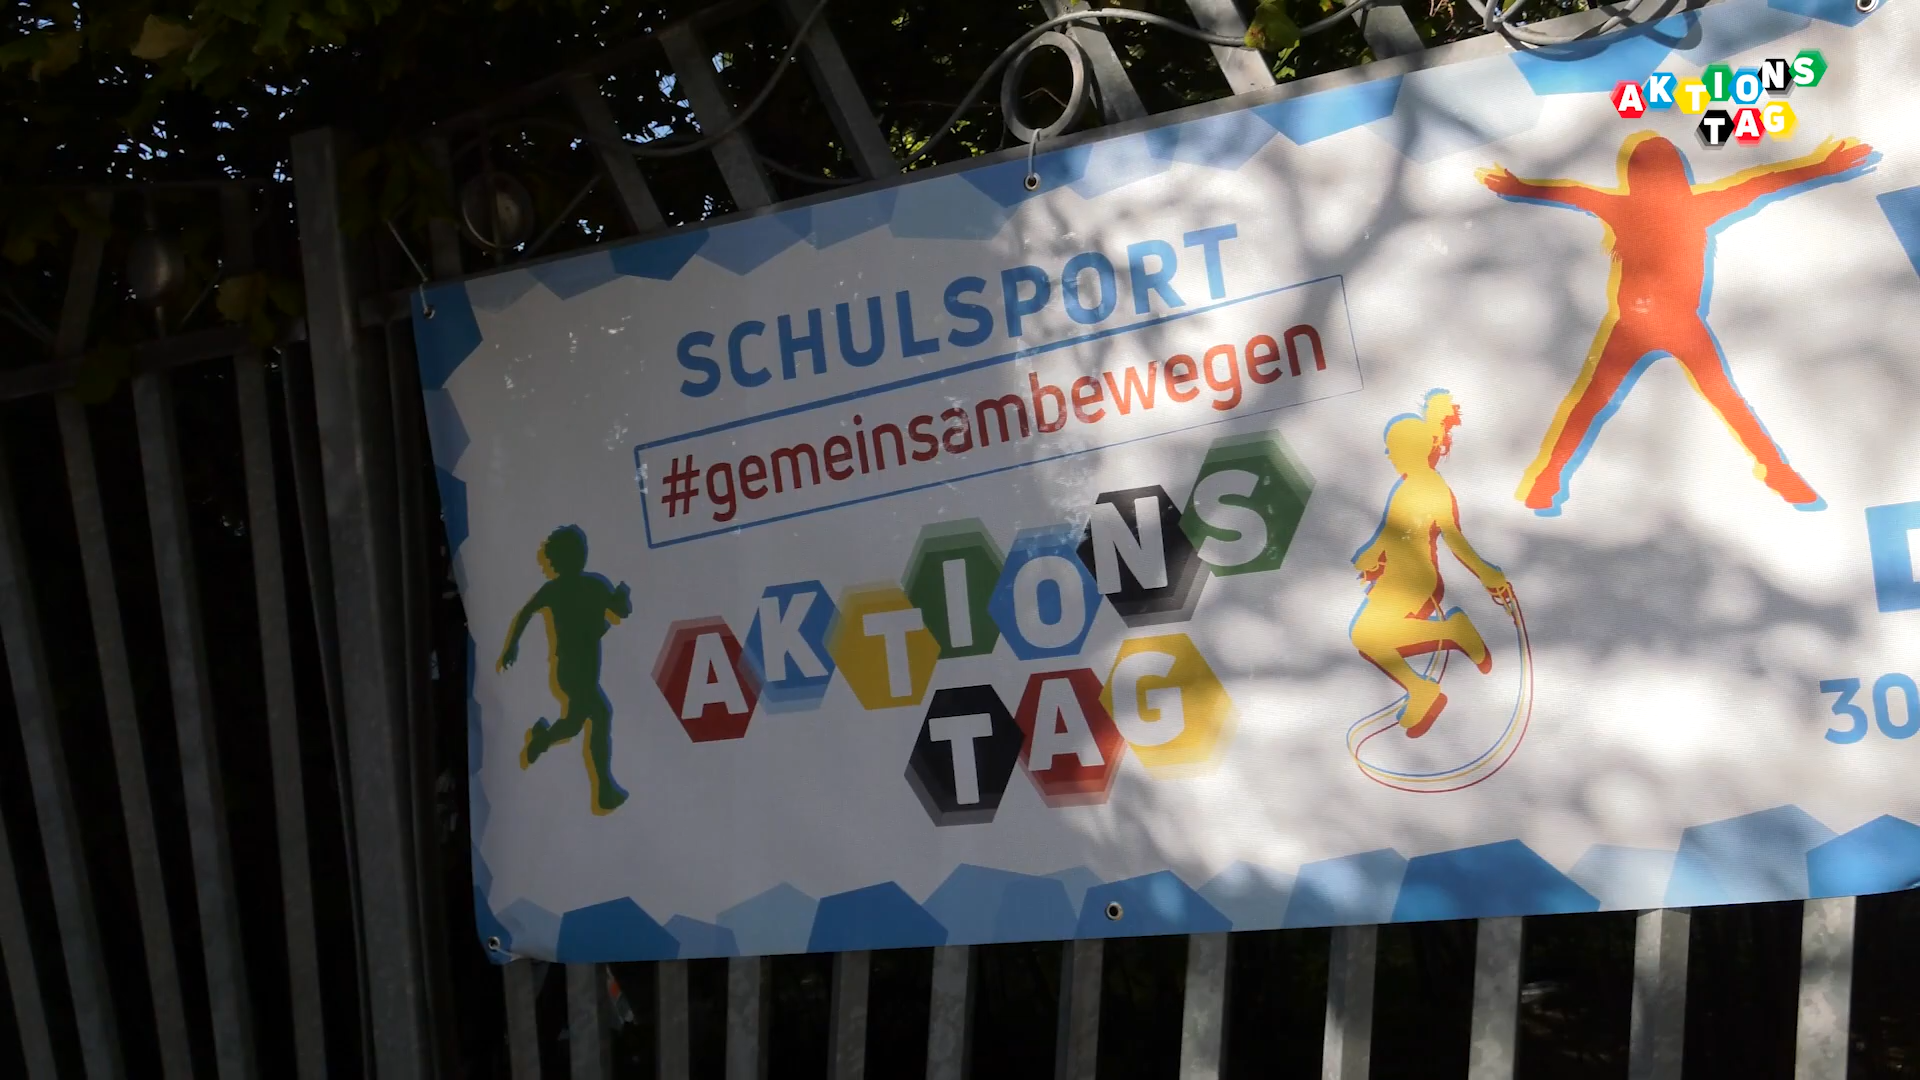 AKTIONS
TAG
SCHULSPORT
#gemeinsambewegen
AKTIONS
TAG
30